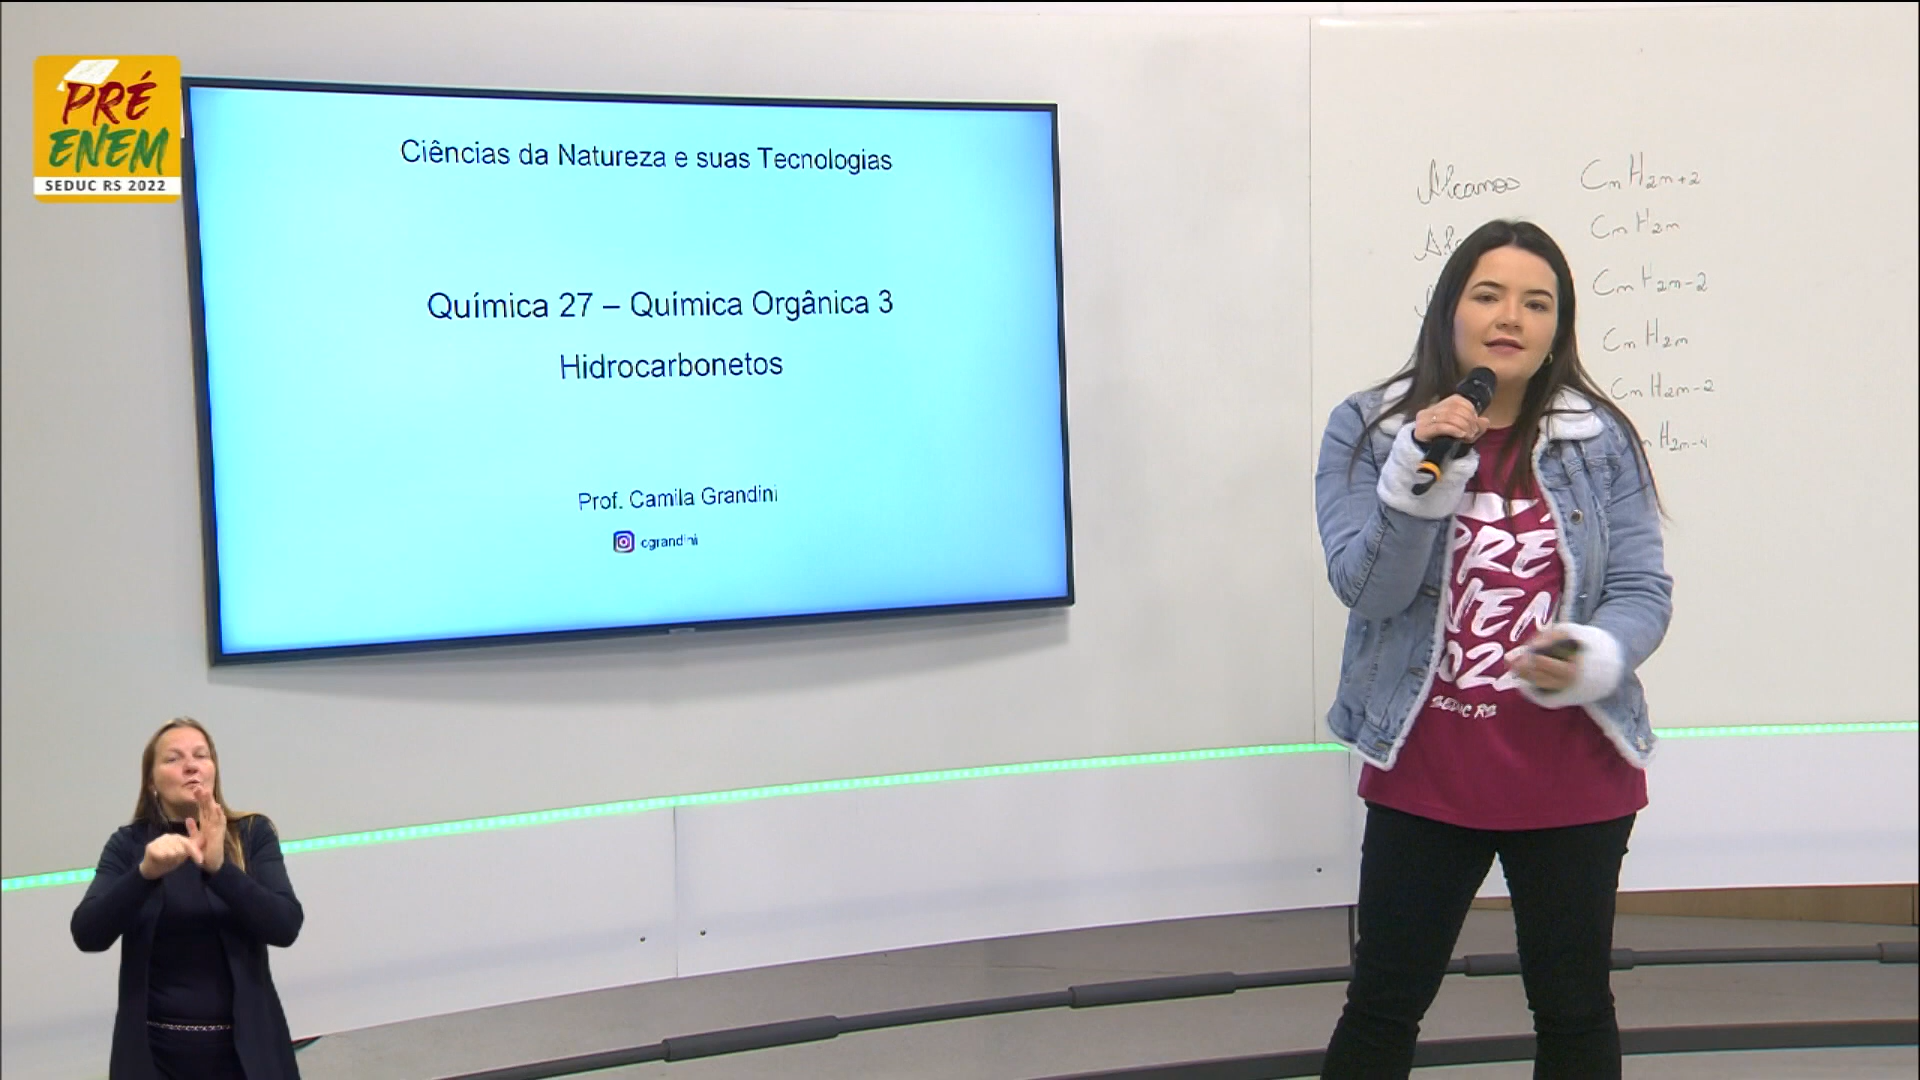 PRÉ
ENEM
SEDUC RS 2022
Ciências da Natureza e suas Tecnologias
Química 27 – Química Orgânica 3
Hidrocarbonetos
Prof. Camila Grandini
cgrandini
Alcanos CnH2n+2
CnH2n
CnH2n-2
CnH2n
CnH2n-2
H2n-4
PRÉ
ENEM
2022
SEDUC RS